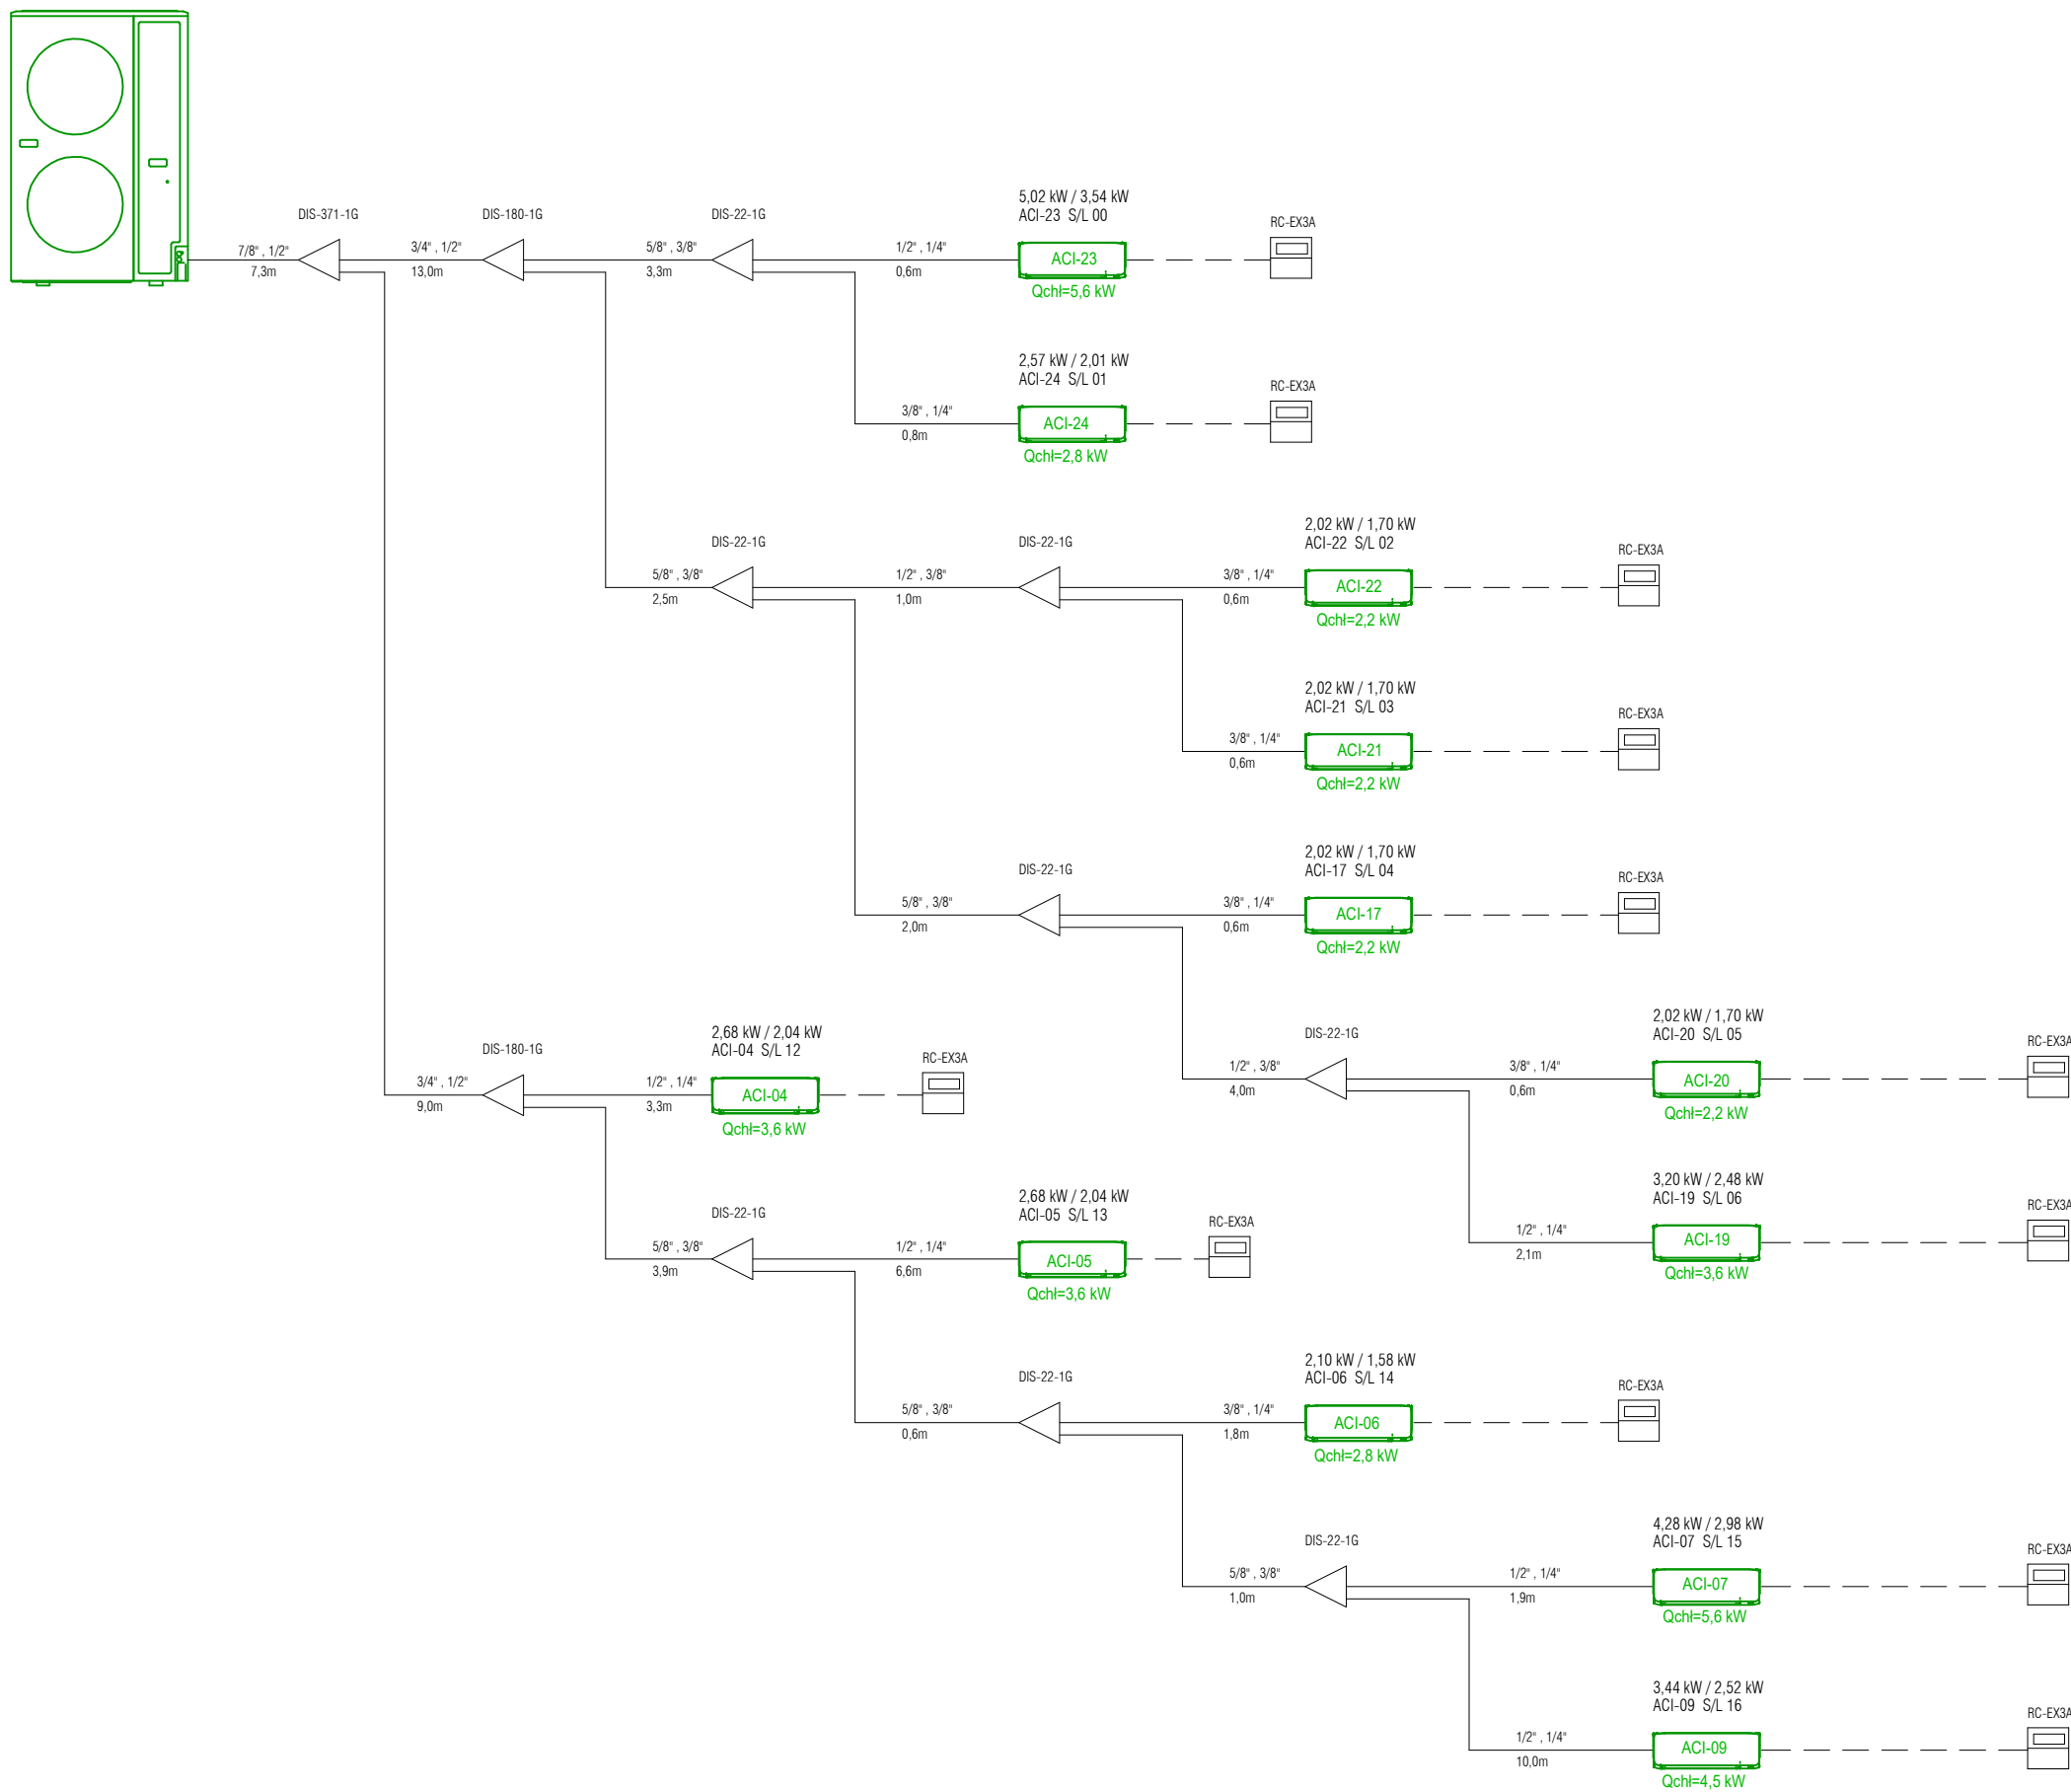 5,02 kW / 3,54 kW
ACI-23 S/L 00
DIS-371-1G
DIS-180-1G
DIS-22-1G
RC-EX3A
7/8" , 1/2"
7,3m
3/4" , 1/2"
13,0m
5/8" , 3/8"
3,3m
1/2" , 1/4"
0,6m
ACI-23
Qchł=5,6 kW
2,57 kW / 2,01 kW
ACI-24 S/L 01
RC-EX3A
3/8" , 1/4"
0,8m
ACI-24
Qchł=2,8 kW
2,02 kW / 1,70 kW
ACI-22 S/L 02
DIS-22-1G
DIS-22-1G
RC-EX3A
5/8" , 3/8"
2,5m
1/2" , 3/8"
1,0m
3/8" , 1/4"
0,6m
ACI-22
Qchł=2,2 kW
2,02 kW / 1,70 kW
ACI-21 S/L 03
RC-EX3A
3/8" , 1/4"
0,6m
ACI-21
Qchł=2,2 kW
2,02 kW / 1,70 kW
ACI-17 S/L 04
DIS-22-1G
RC-EX3A
5/8" , 3/8"
2,0m
3/8" , 1/4"
0,6m
ACI-17
Qchł=2,2 kW
2,02 kW / 1,70 kW
ACI-20 S/L 05
DIS-22-1G
RC-EX3A
1/2" , 3/8"
4,0m
3/8" , 1/4"
0,6m
ACI-20
Qchł=2,2 kW
2,68 kW / 2,04 kW
ACI-04 S/L 12
DIS-180-1G
RC-EX3A
3/4" , 1/2"
9,0m
1/2" , 1/4"
3,3m
ACI-04
Qchł=3,6 kW
3,20 kW / 2,48 kW
ACI-19 S/L 06
RC-EX3A
1/2" , 1/4"
2,1m
ACI-19
Qchł=3,6 kW
2,68 kW / 2,04 kW
ACI-05 S/L 13
DIS-22-1G
RC-EX3A
5/8" , 3/8"
3,9m
1/2" , 1/4"
6,6m
ACI-05
Qchł=3,6 kW
2,10 kW / 1,58 kW
ACI-06 S/L 14
DIS-22-1G
RC-EX3A
5/8" , 3/8"
0,6m
3/8" , 1/4"
1,8m
ACI-06
Qchł=2,8 kW
4,28 kW / 2,98 kW
ACI-07 S/L 15
DIS-22-1G
RC-EX3A
5/8" , 3/8"
1,0m
1/2" , 1/4"
1,9m
ACI-07
Qchł=5,6 kW
3,44 kW / 2,52 kW
ACI-09 S/L 16
RC-EX3A
1/2" , 1/4"
10,0m
ACI-09
Qchł=4,5 kW